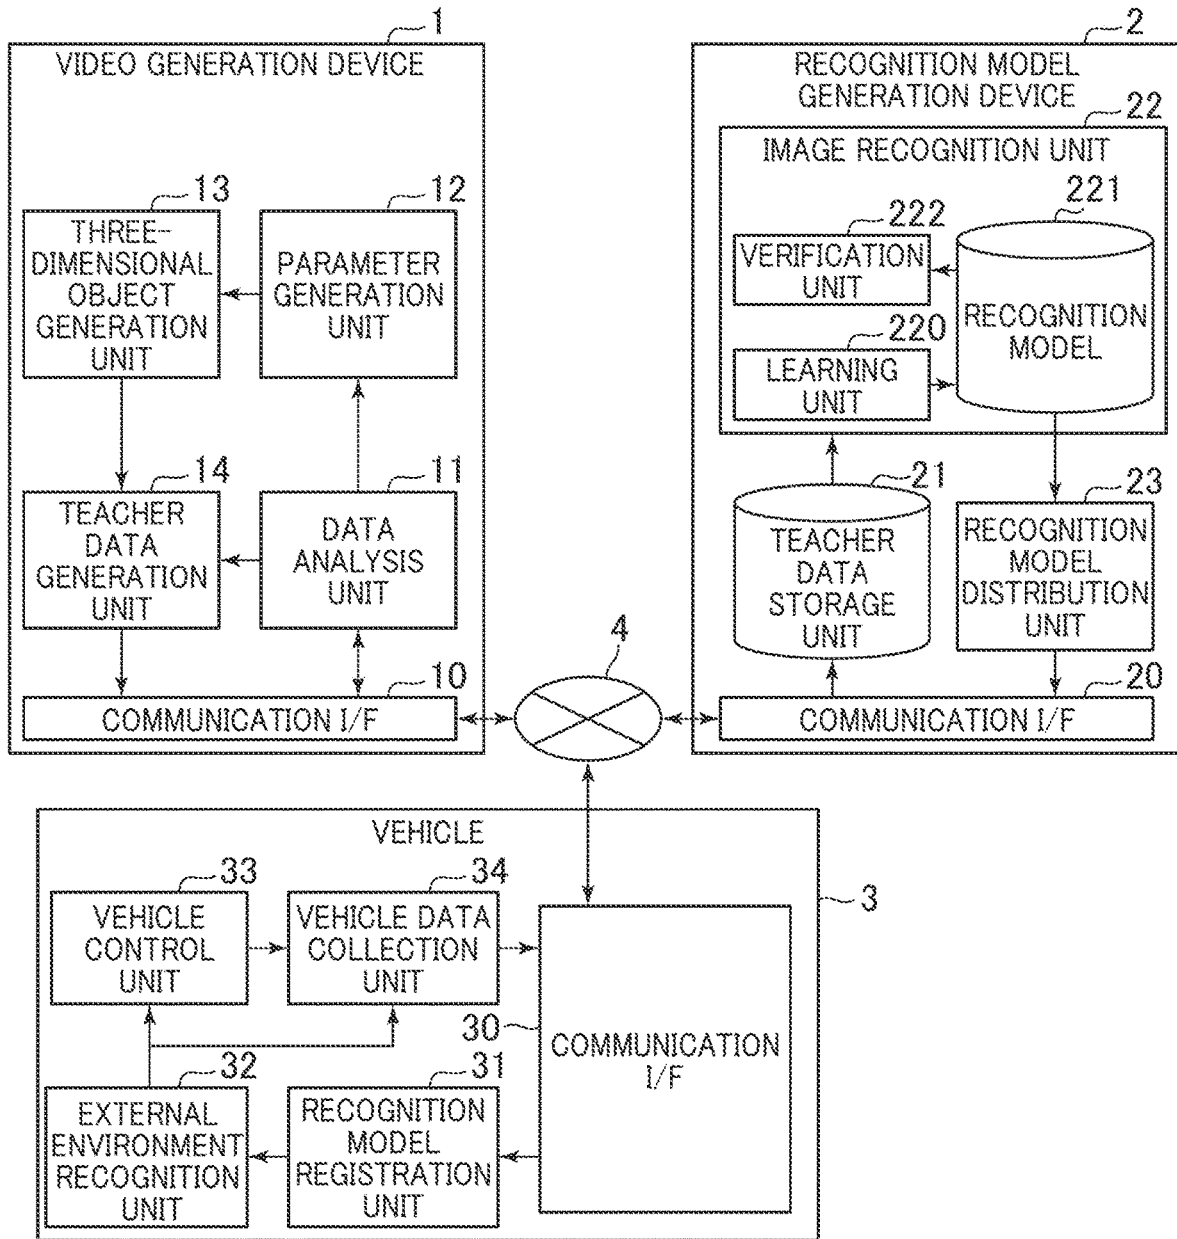 1
VIDEO GENERATION DEVICE
13
THREE-
DIMENSIONAL
OBJECT
GENERATION
UNIT
12
PARAMETER
GENERATION
UNIT
14
TEACHER
DATA
GENERATION
UNIT
11
DATA
ANALYSIS
UNIT
10
COMMUNICATION I/F
4
2
RECOGNITION MODEL
GENERATION DEVICE
22
IMAGE RECOGNITION UNIT
222
VERIFICATION
UNIT
221
RECOGNITION
MODEL
220
LEARNING
UNIT
21
TEACHER
DATA
STORAGE
UNIT
23
RECOGNITION
MODEL
DISTRIBUTION
UNIT
20
COMMUNICATION I/F
VEHICLE
3
33
VEHICLE
CONTROL
UNIT
34
VEHICLE DATA
COLLECTION
UNIT
30
COMMUNICATION
I/F
32
EXTERNAL
ENVIRONMENT
RECOGNITION
UNIT
31
RECOGNITION
MODEL
REGISTRATION
UNIT